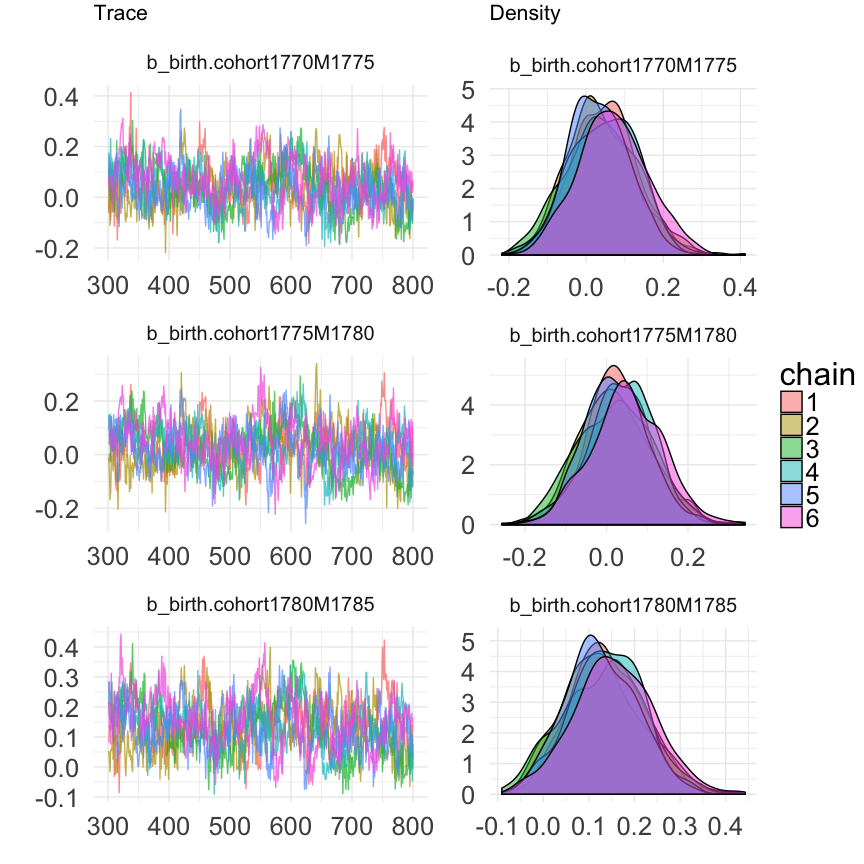 Trace
Density
b_birth.cohort1770M1775
b_birth.cohort1770M1775
0.4
0.2
0.0
-0.2
300 400 500 600 700 800
5
4
3
2
1
0
-0.2 0.0 0.2 0.4
b_birth.cohort1775M1780
b_birth.cohort1775M1780
0.2
0.0
-0.2
300 400 500 600 700 800
4
2
0
-0.2 0.0 0.2
chain
1
2
3
4
5
6
b_birth.cohort1780M1785
b_birth.cohort1780M1785
0.4
0.3
0.2
0.1
0.0
-0.1
300 400 500 600 700 800
5
4
3
2
1
0
-0.1 0.0 0.1 0.2 0.3 0.4